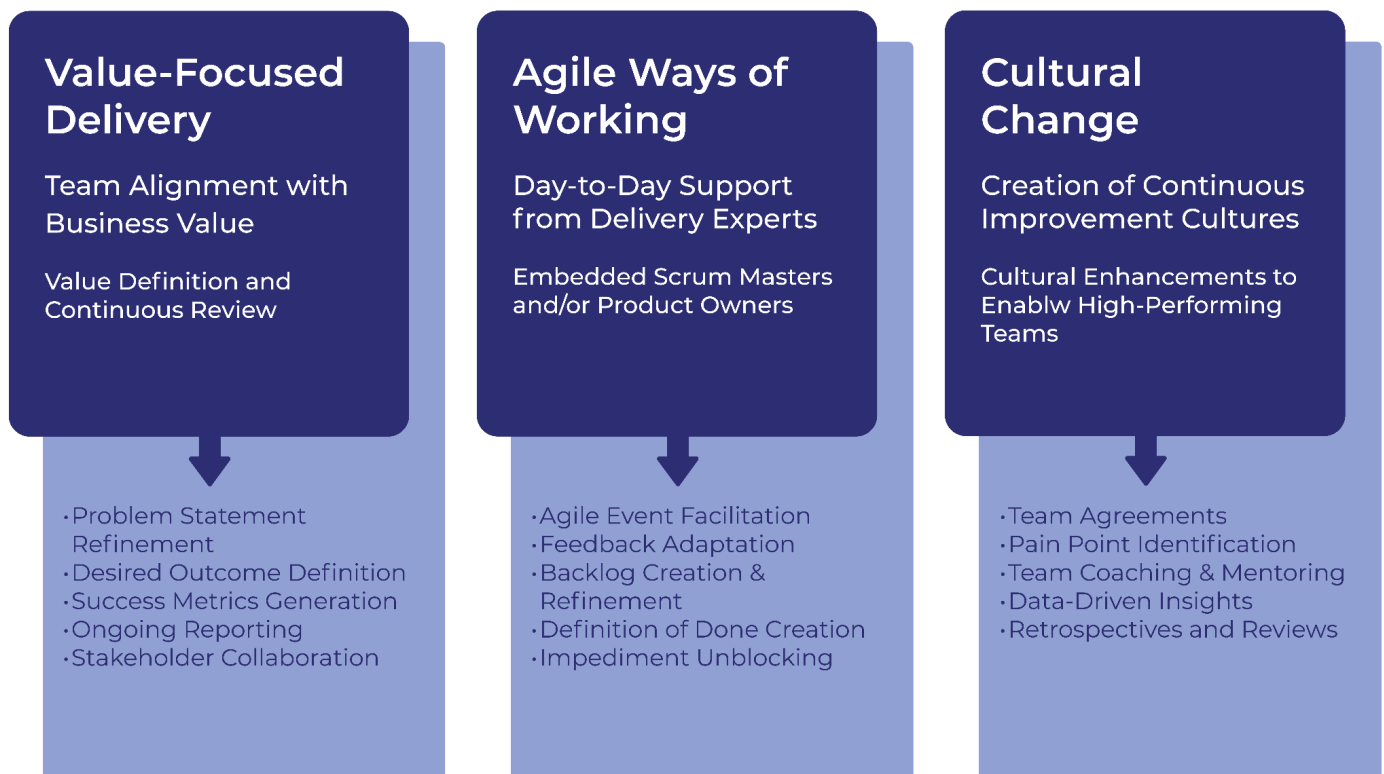 Value-Focused
Delivery
Team Alignment with
Business Value
Value Definition and
Continuous Review
·Problem Statement
Refinement
·Desired Outcome Definition
·Success Metrics Generation
·Ongoing Reporting
·Stakeholder Collaboration
Agile Ways of
Working
Day-to-Day Support
from Delivery Experts
Embedded Scrum Masters
and/or Product Owners
·Agile Event Facilitation
·Feedback Adaptation
·Backlog Creation &
Refinement
·Definition of Done Creation
·Impediment Unblocking
Cultural
Change
Creation of Continuous
Improvement Cultures
Cultural Enhancements to
Enablw High-Performing
Teams
·Team Agreements
·Pain Point Identification
·Team Coaching & Mentoring
·Data-Driven Insights
·Retrospectives and Reviews